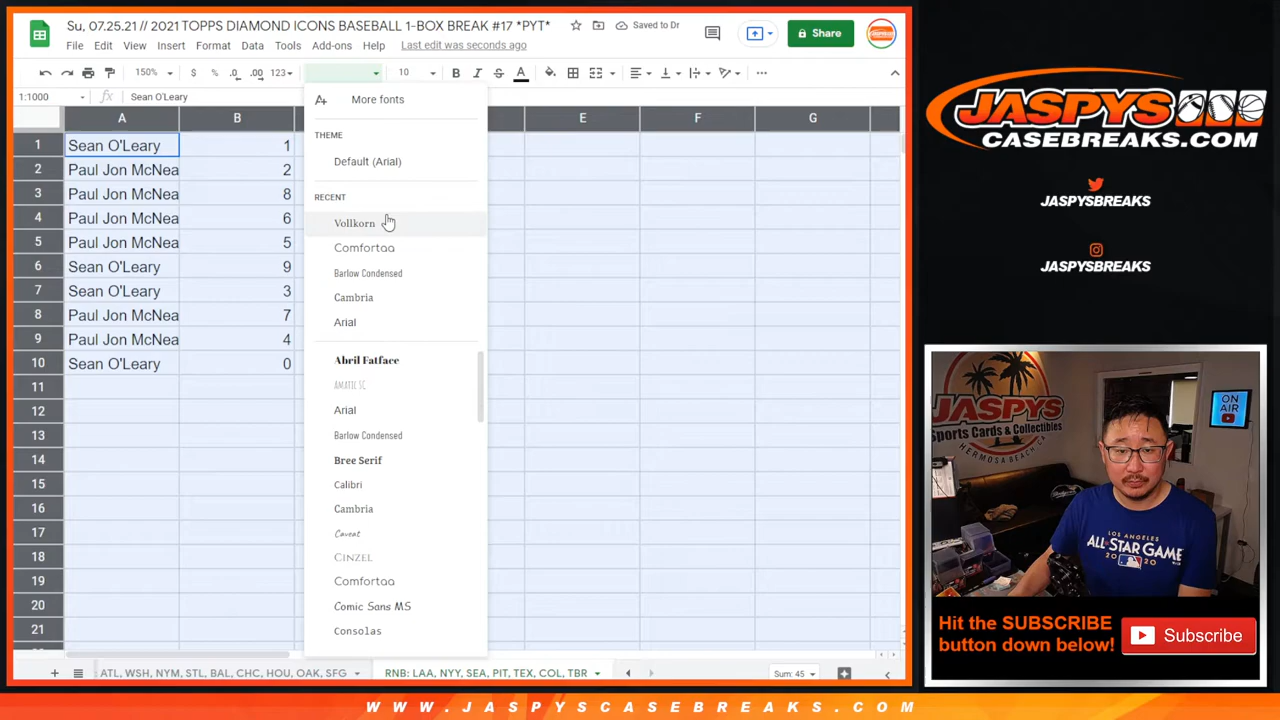 Su, 07.25.21 // 2021 TOPPS DIAMOND ICONS BASEBALL 1-BOX BREAK #17 *PYT*
Saved to Dr
File Edit View Insert Format Data Tools Add-ons Help Last edit was seconds ago
Share
150% $ % .0 .00 123 10 B I S A
1:1000 fx Sean O'Leary
A B E F G
1 Sean O'Leary 1
2 Paul Jon McNea 2
3 Paul Jon McNea 8
4 Paul Jon McNea 6
5 Paul Jon McNea 5
6 Sean O'Leary 9
7 Sean O'Leary 3
8 Paul Jon McNea 7
9 Paul Jon McNea 4
10 Sean O'Leary 0
11
12
13
14
15
16
17
18
19
20
21
More fonts
THEME
Default (Arial)
RECENT
Vollkorn
Comfortaa
Barlow Condensed
Cambria
Arial
Abril Fatface
AMATIC SC
Arial
Barlow Condensed
Bree Serif
Calibri
Cambria
Caveat
CINZEL
Comfortaa
Comic Sans MS
Consolas
ATL, WSH, NYM, STL, BAL, CHC, HOU, OAK, SFG
RNB: LAA, NYY, SEA, PIT, TEX, COL, TBR
Sum: 45
JASPYS
CASEBREAKS.COM
JASPYSBREAKS
JASPYSBREAKS
JASPYS
Sports Cards & Collectibles
HERMOSA BEACH, CA
ON
AIR
LOS ANGELES
ALL-STAR GAME
2020
Hit the SUBSCRIBE
button down below!
Subscribe
WWW.JASPYSCASEBREAKS.COM